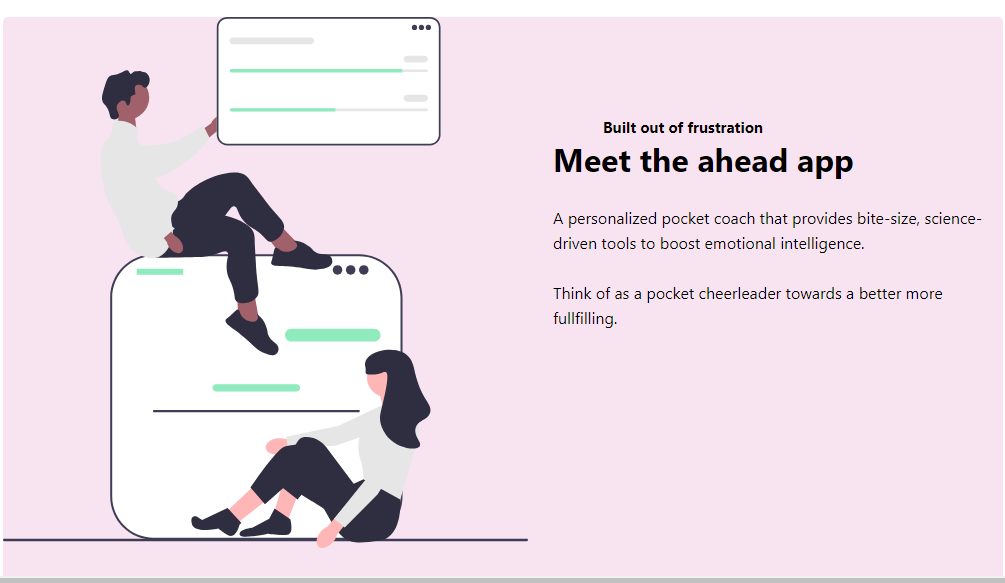 Built out of frustration
Meet the ahead app
A personalized pocket coach that provides bite-size, science-
driven tools to boost emotional intelligence.
Think of as a pocket cheerleader towards a better more
fullfilling.